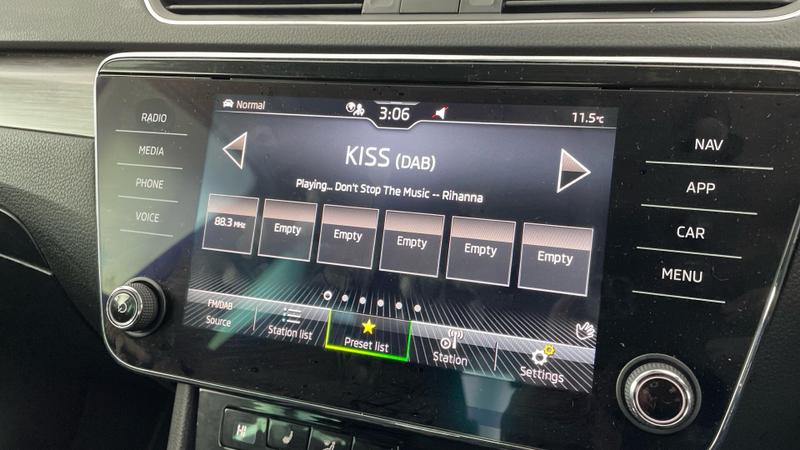 Normal
3:06
11.5°C
RADIO
MEDIA
PHONE
VOICE
KISS (DAB)
Playing... Don't Stop The Music -- Rihanna
88.3 MHz
Empty
Empty
Empty
Empty
Empty
FM/DAB
Source
Station list
Preset list
Station
Settings
NAV
APP
CAR
MENU
HI